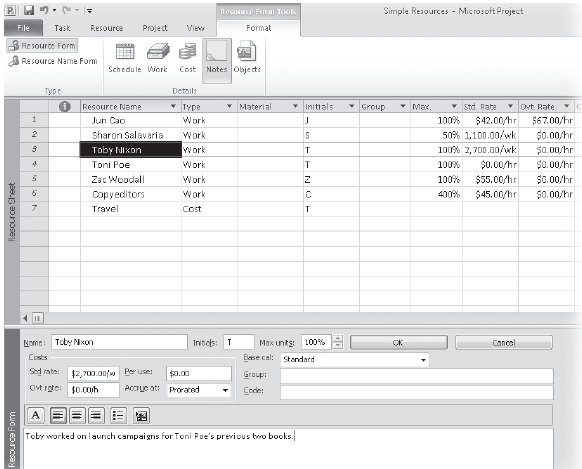 Resource Form Tools
Simple Resources - Microsoft Project
File Task Resource Project View Format
Resource Form
Resource Name Form
Schedule Work Cost Notes Objects
Type Details
Resource Name Type Material Initials Group Max. Std. Rate Ovt. Rate C
1 Jun Cao Work J 100% $42.00/hr $67.00/hr
2 Sharon Salavaria Work S 50% 1,100.00/wk $0.00/hr
3 Toby Nixon Work T 100% 2,700.00/wk $0.00/hr
4 Toni Poe Work T 100% $0.00/hr $0.00/hr
5 Zac Woodall Work Z 100% $55.00/hr $0.00/hr
6 Copyeditors Work C 400% $45.00/hr $0.00/hr
7 Travel Cost T
Resource Sheet
Name: Toby Nixon Initials: T Max units: 100% OK Cancel
Costs Base cal: Standard
Std rate: $2,700.00/w Per use: $0.00 Group:
Ovt rate: $0.00/h Accrue at: Prorated Code:
A
Toby worked on launch campaigns for Toni Poe's previous two books.
Resource Form